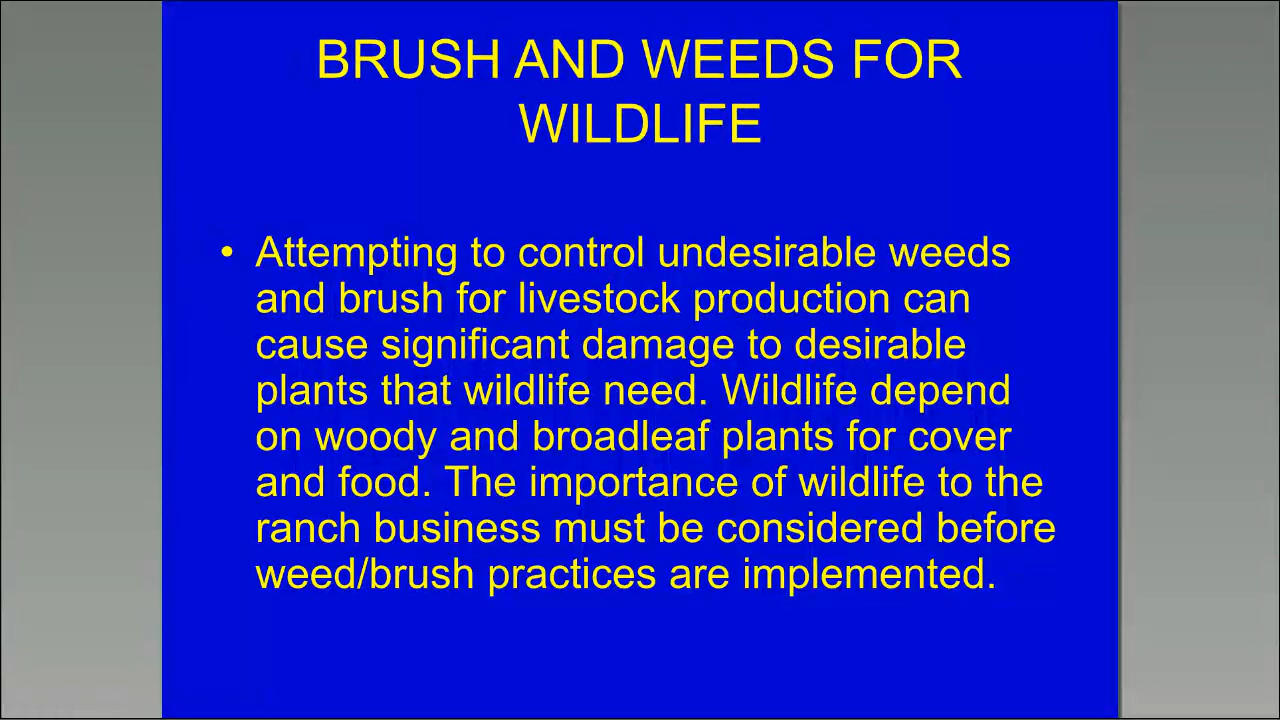 BRUSH AND WEEDS FOR
WILDLIFE
• Attempting to control undesirable weeds
and brush for livestock production can
cause significant damage to desirable
plants that wildlife need. Wildlife depend
on woody and broadleaf plants for cover
and food. The importance of wildlife to the
ranch business must be considered before
weed/brush practices are implemented.